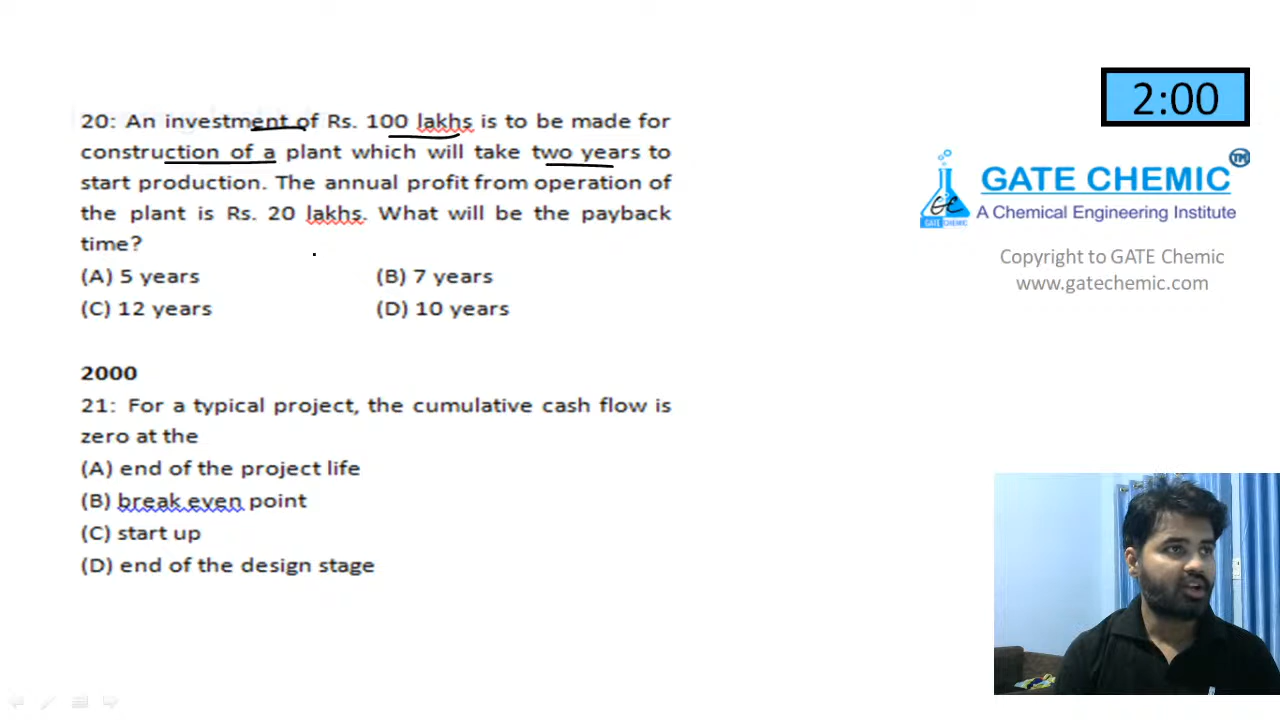 20: An investment of Rs. 100 lakhs is to be made for
construction of a plant which will take two years to
start production. The annual profit from operation of
the plant is Rs. 20 lakhs. What will be the payback
time?
(A) 5 years (B) 7 years
(C) 12 years (D) 10 years
2000
21: For a typical project, the cumulative cash flow is
zero at the
(A) end of the project life
(B) break even point
(C) start up
(D) end of the design stage
2:00
TM
GATE CHEMIC
A Chemical Engineering Institute
GC
GATE CHEMIC
Copyright to GATE Chemic
www.gatechemic.com